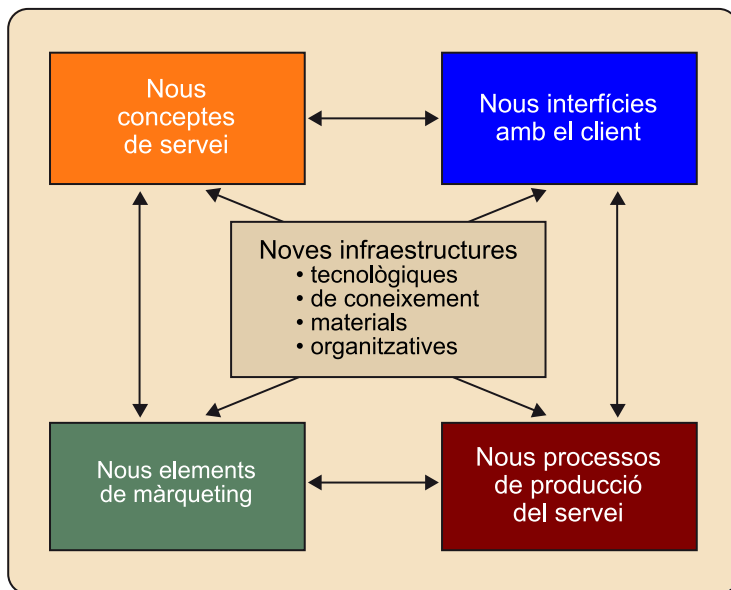 Nous
conceptes
de servei
Nous interfícies
amb el client
Noves infraestructures
• tecnològiques
• de coneixement
• materials
• organitzatives
Nous elements
de màrqueting
Nous processos
de producció
del servei